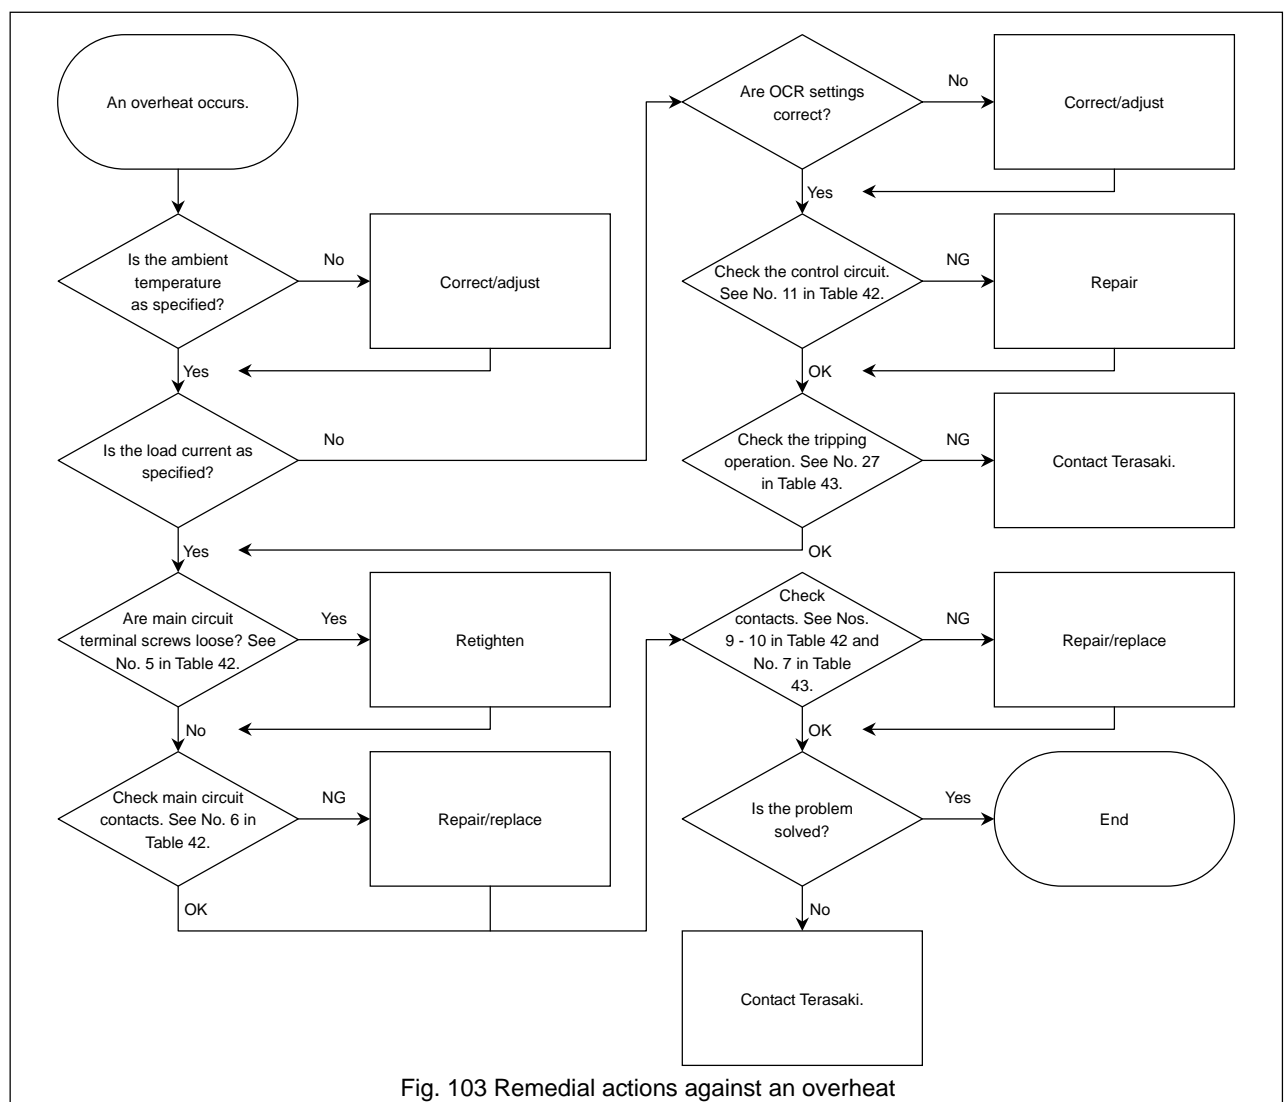 An overheat occurs.
Is the ambient
temperature
as specified?
No
Correct/adjust
Yes
Is the load current as
specified?
No
Yes
Are main circuit
terminal screws loose? See
No. 5 in Table 42.
Yes
Retighten
No
Check main circuit
contacts. See No. 6 in
Table 42.
NG
Repair/replace
OK
Are OCR settings
correct?
No
Correct/adjust
Yes
Check the control circuit.
See No. 11 in Table 42.
NG
Repair
OK
Check the tripping
operation. See No. 27
in Table 43.
NG
Contact Terasaki.
OK
Check
contacts. See Nos.
9 - 10 in Table 42 and
No. 7 in Table
43.
NG
Repair/replace
OK
Is the problem
solved?
Yes
End
No
Contact Terasaki.
Fig. 103 Remedial actions against an overheat